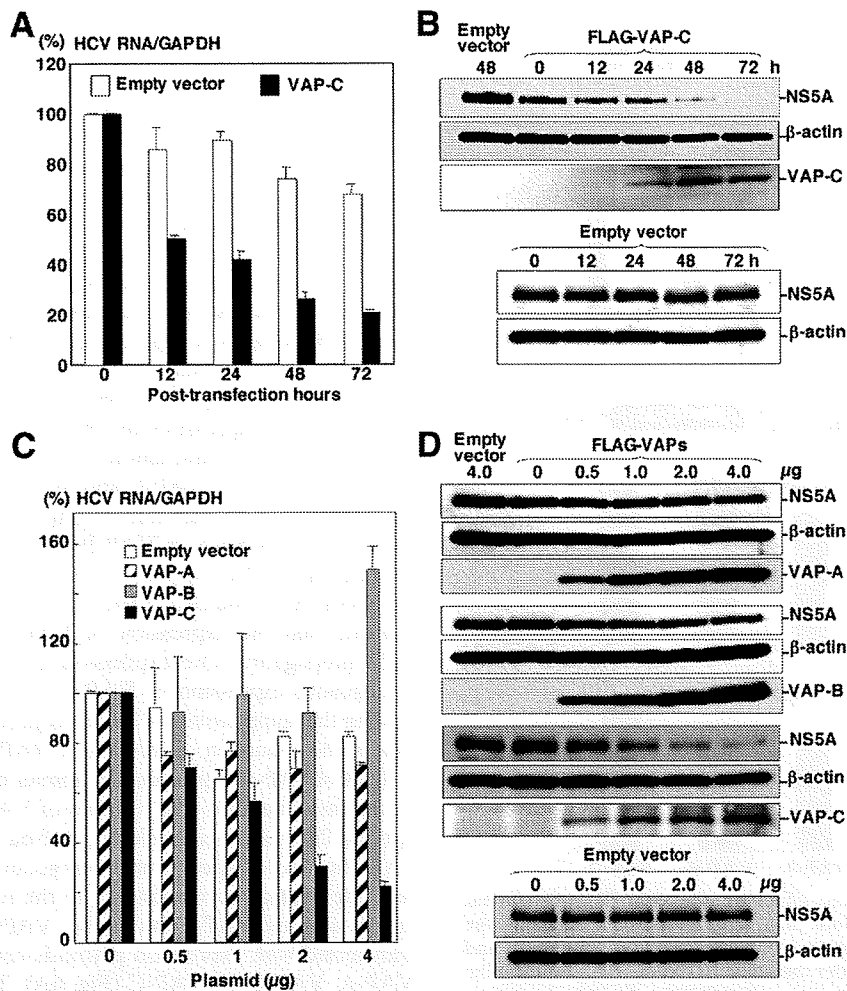 A
(%) HCV RNA/GAPDH
120
100
80
60
40
20
0
Empty vector
VAP-C
0 12 24 48 72
Post-transfection hours
B
Empty vector
FLAG-VAP-C
48 0 12 24 48 72 h
NS5A
β-actin
VAP-C
Empty vector
0 12 24 48 72 h
NS5A
β-actin
C
(%) HCV RNA/GAPDH
160
120
80
40
0
Empty vector
VAP-A
VAP-B
VAP-C
0 0.5 1 2 4
Plasmid (µg)
D
Empty vector
FLAG-VAPs
4.0 0 0.5 1.0 2.0 4.0 µg
NS5A
β-actin
VAP-A
NS5A
β-actin
VAP-B
NS5A
β-actin
VAP-C
Empty vector
0 0.5 1.0 2.0 4.0 µg
NS5A
β-actin